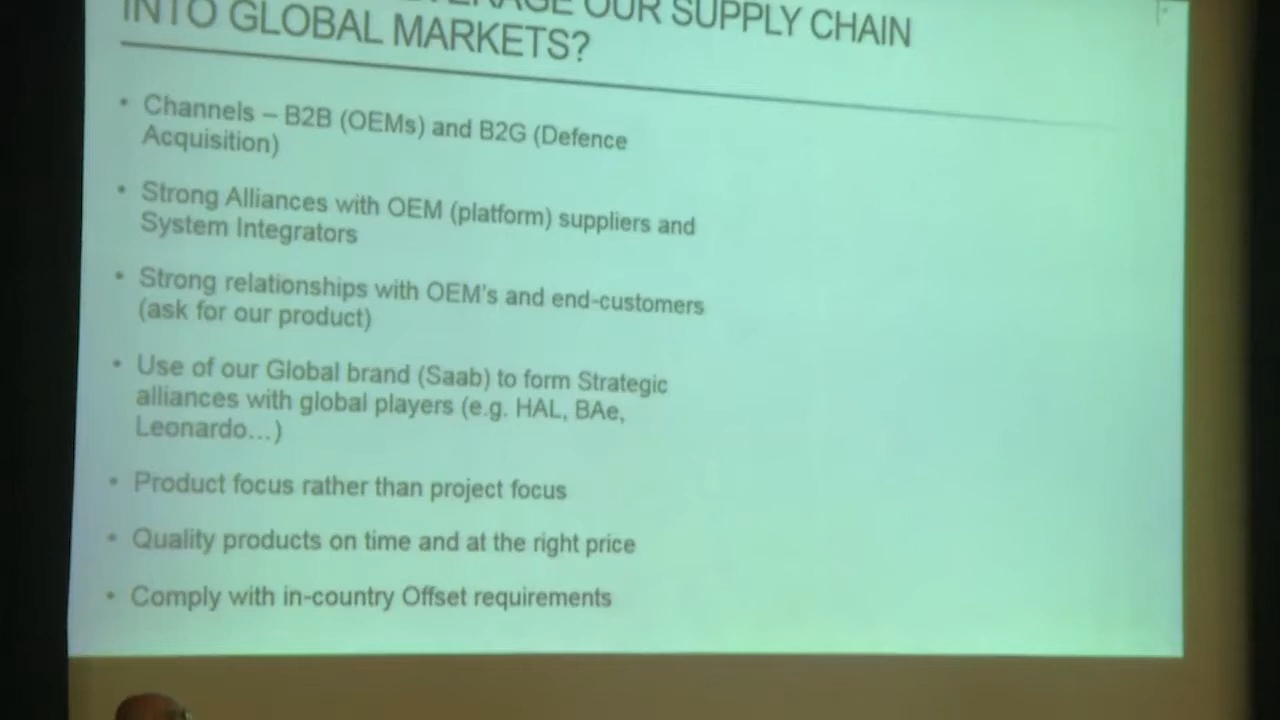 OUR SUPPLY CHAIN
INTO GLOBAL MARKETS?
• Channels – B2B (OEMs) and B2G (Defence
Acquisition)
• Strong Alliances with OEM (platform) suppliers and
System Integrators
• Strong relationships with OEM's and end-customers
(ask for our product)
• Use of our Global brand (Saab) to form Strategic
alliances with global players (e.g. HAL, BAe,
Leonardo...)
• Product focus rather than project focus
• Quality products on time and at the right price
• Comply with in-country Offset requirements